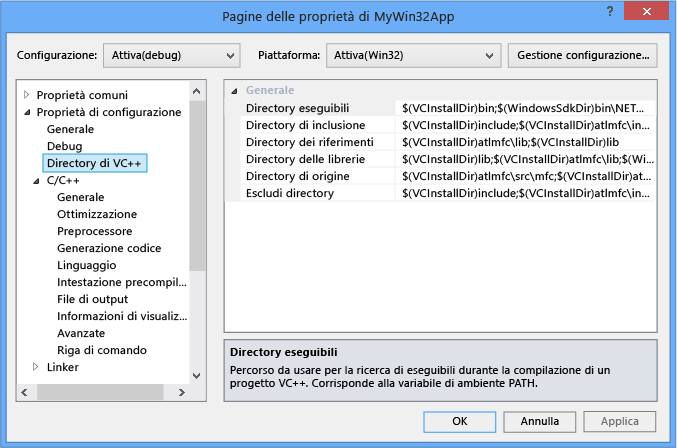 Pagine delle proprietà di MyWin32App
Configurazione: Attiva(debug) Piattaforma: Attiva(Win32) Gestione configurazione...
Proprietà comuni
Proprietà di configurazione
Generale
Debug
Directory di VC++
C/C++
Generale
Ottimizzazione
Preprocessore
Generazione codice
Linguaggio
Intestazione precompil...
File di output
Informazioni di visualiz...
Avanzate
Riga di comando
Linker
Generale
Directory eseguibili $(VCInstallDir)bin;$(WindowsSdkDir)bin\NET...
Directory di inclusione $(VCInstallDir)include;$(VCInstallDir)atlmfc\in...
Directory dei riferimenti $(VCInstallDir)atlmfc\lib;$(VCInstallDir)lib
Directory delle librerie $(VCInstallDir)lib;$(VCInstallDir)atlmfc\lib;$(Wi...
Directory di origine $(VCInstallDir)atlmfc\src\mfc;$(VCInstallDir)at...
Escludi directory $(VCInstallDir)include;$(VCInstallDir)atlmfc\in...
Directory eseguibili
Percorso da usare per la ricerca di eseguibili durante la compilazione di un
progetto VC++. Corrisponde alla variabile di ambiente PATH.
OK Annulla Applica